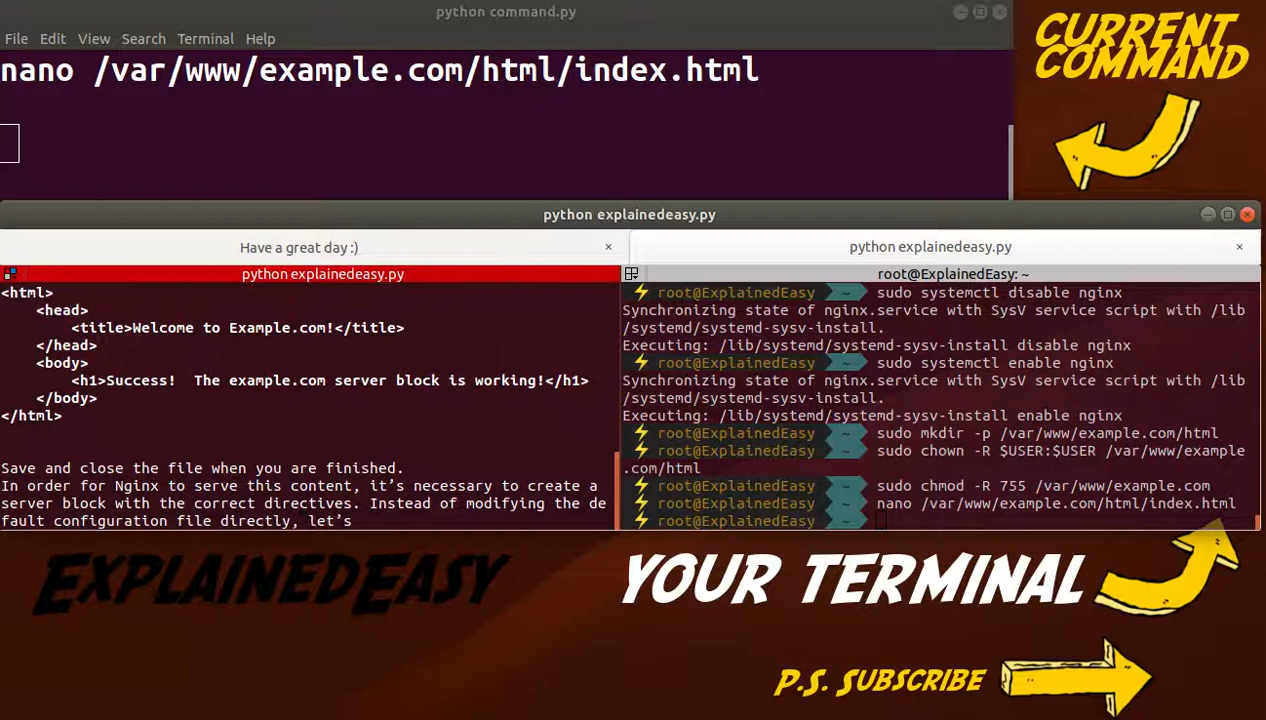 python command.py
File Edit View Search Terminal Help
nano /var/www/example.com/html/index.html
CURRENT
COMMAND
python explainedeasy.py
Have a great day :)
python explainedeasy.py
python explainedeasy.py
<html>
<head>
<title>Welcome to Example.com!</title>
</head>
<body>
<h1>Success!  The example.com server block is working!</h1>
</body>
</html>
Save and close the file when you are finished.
In order for Nginx to serve this content, it’s necessary to create a
server block with the correct directives. Instead of modifying the de
fault configuration file directly, let’s
root@ExplainedEasy: ~
root@ExplainedEasy ~ sudo systemctl disable nginx
Synchronizing state of nginx.service with SysV service script with /lib
/systemd/systemd-sysv-install.
Executing: /lib/systemd/systemd-sysv-install disable nginx
root@ExplainedEasy ~ sudo systemctl enable nginx
Synchronizing state of nginx.service with SysV service script with /lib
/systemd/systemd-sysv-install.
Executing: /lib/systemd/systemd-sysv-install enable nginx
root@ExplainedEasy ~ sudo mkdir -p /var/www/example.com/html
root@ExplainedEasy ~ sudo chown -R $USER:$USER /var/www/example
.com/html
root@ExplainedEasy ~ sudo chmod -R 755 /var/www/example.com
root@ExplainedEasy ~ nano /var/www/example.com/html/index.html
root@ExplainedEasy ~
EXPLAINEDEASY
YOUR TERMINAL
P.S. SUBSCRIBE